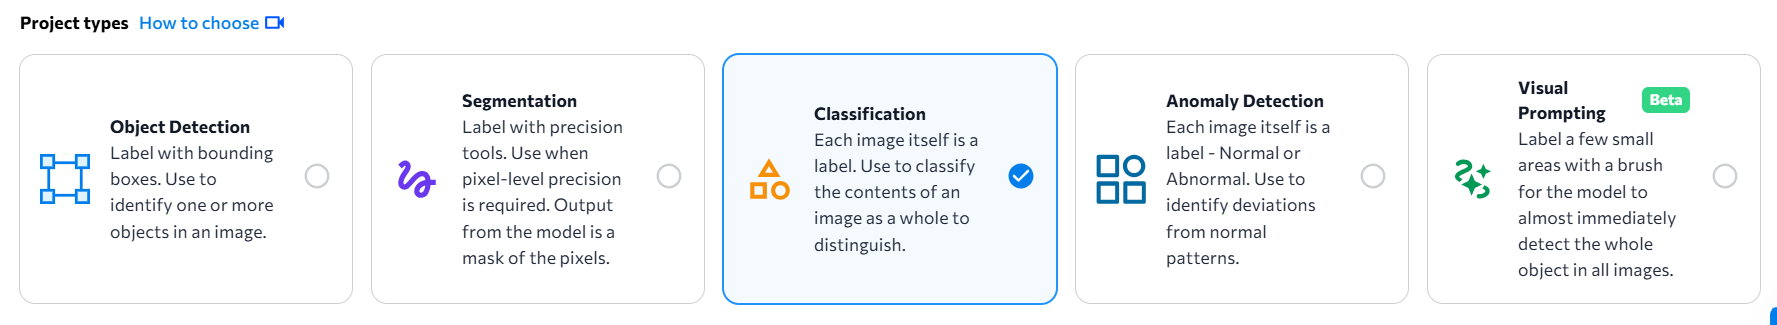 Project types How to choose
Object Detection
Label with bounding
boxes. Use to
identify one or more
objects in an image.
Segmentation
Label with precision
tools. Use when
pixel-level precision
is required. Output
from the model is a
mask of the pixels.
Classification
Each image itself is a
label. Use to classify
the contents of an
image as a whole to
distinguish.
Anomaly Detection
Each image itself is a
label - Normal or
Abnormal. Use to
identify deviations
from normal
patterns.
Visual
Prompting
Beta
Label a few small
areas with a brush
for the model to
almost immediately
detect the whole
object in all images.